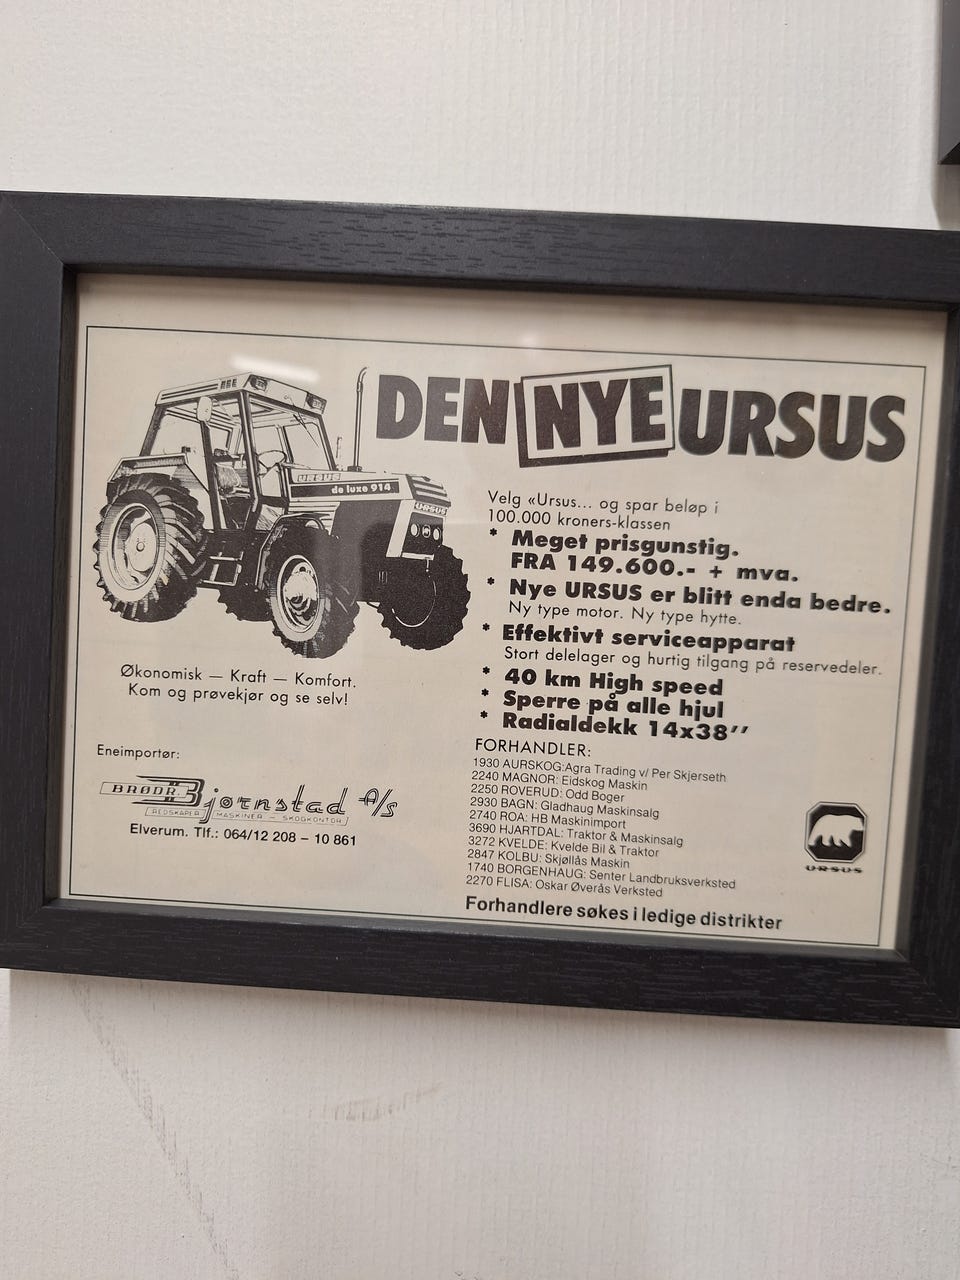 DEN NYE URSUS
URSUS
de luxe 914
URSUS
Velg «Ursus... og spar beløp i
100.000 kroners-klassen
* Meget prisgunstig.
FRA 149.600.- + mva.
* Nye URSUS er blitt enda bedre.
Ny type motor. Ny type hytte.
* Effektivt serviceapparat
Stort delelager og hurtig tilgang på reservedeler.
* 40 km High speed
* Sperre på alle hjul
* Radialdekk 14x38’’
Økonomisk — Kraft — Komfort.
Kom og prøvekjør og se selv!
Eneimportør:
BRØDR. Bjørnstad A/s
REDSKAPER MASKINER - SKOGKONTOR
Elverum. Tlf.: 064/12 208 – 10 861
FORHANDLER:
1930 AURSKOG:Agra Trading v/ Per Skjerseth
2240 MAGNOR: Eidskog Maskin
2250 ROVERUD: Odd Boger
2930 BAGN: Gladhaug Maskinsalg
2740 ROA: HB Maskinimport
3690 HJARTDAL: Traktor & Maskinsalg
3272 KVELDE: Kvelde Bil & Traktor
2847 KOLBU: Skjøllås Maskin
1740 BORGENHAUG: Senter Landbruksverksted
2270 FLISA: Oskar Øverås Verksted
Forhandlere søkes i ledige distrikter
URSUS